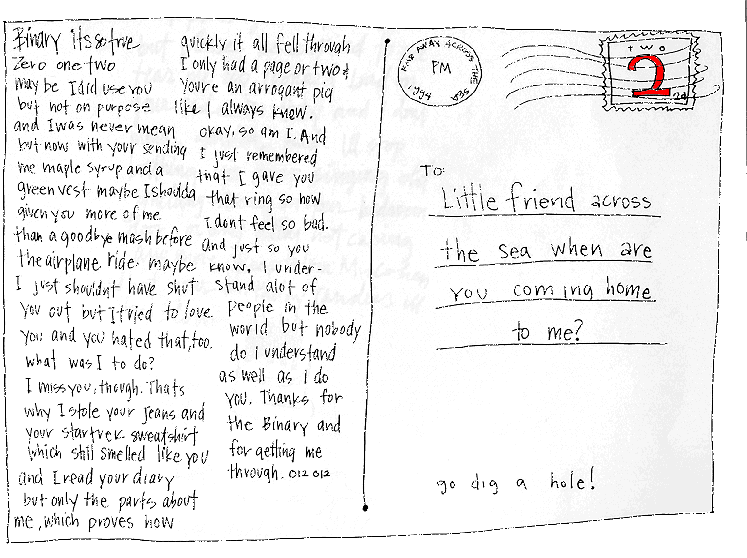 Binary its so true
Zero one two
maybe I did use you
but not on purpose
and I was never mean
but now with your sending
me maple syrup and a
green vest maybe I shoulda
given you more of me
than a goodbye mash before
the airplane ride. maybe
I just shouldnt have shut
you out but I tried to love
you and you hated that, too.
what was I to do?
I miss you, though. Thats
why I stole your jeans and
your startrek sweatshirt
which still smelled like you
and I read your diary
but only the parts about
me, which proves how
quickly it all fell through
I only had a page or two &
you're an arrogant pig
like I always know.
okay, so am I. And
I just remembered
that I gave you
that ring so now
I dont feel so bad.
And just so you
know, I under-
stand alot of
people in the
world but nobody
do I understand
as well as I do
you. Thanks for
the Binary and
for getting me
through. 012 012
FAR AWAY ACROSS THE SEA
PM
1994
TWO
2
2¢
TO:
Little friend across
the sea when are
you coming home
to me?
go dig a hole!